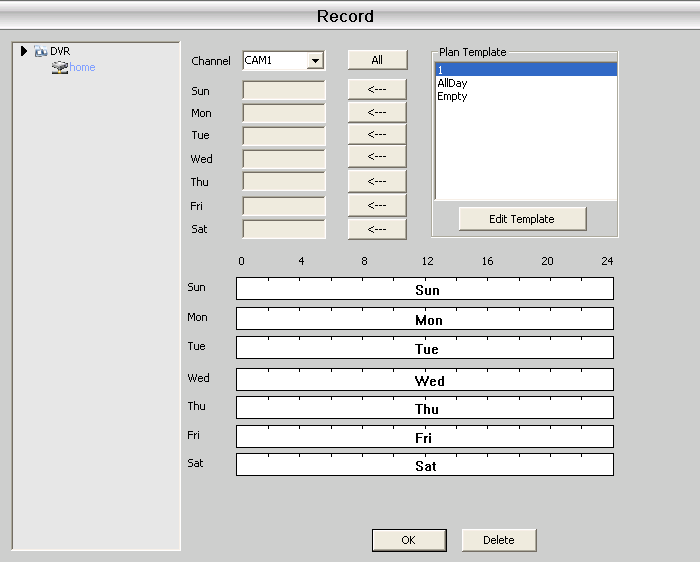 Record
DVR
home
Channel CAM1 All
Sun <---
Mon <---
Tue <---
Wed <---
Thu <---
Fri <---
Sat <---
Plan Template
1
AllDay
Empty
Edit Template
0 4 8 12 16 20 24
Sun Sun
Mon Mon
Tue Tue
Wed Wed
Thu Thu
Fri Fri
Sat Sat
OK Delete